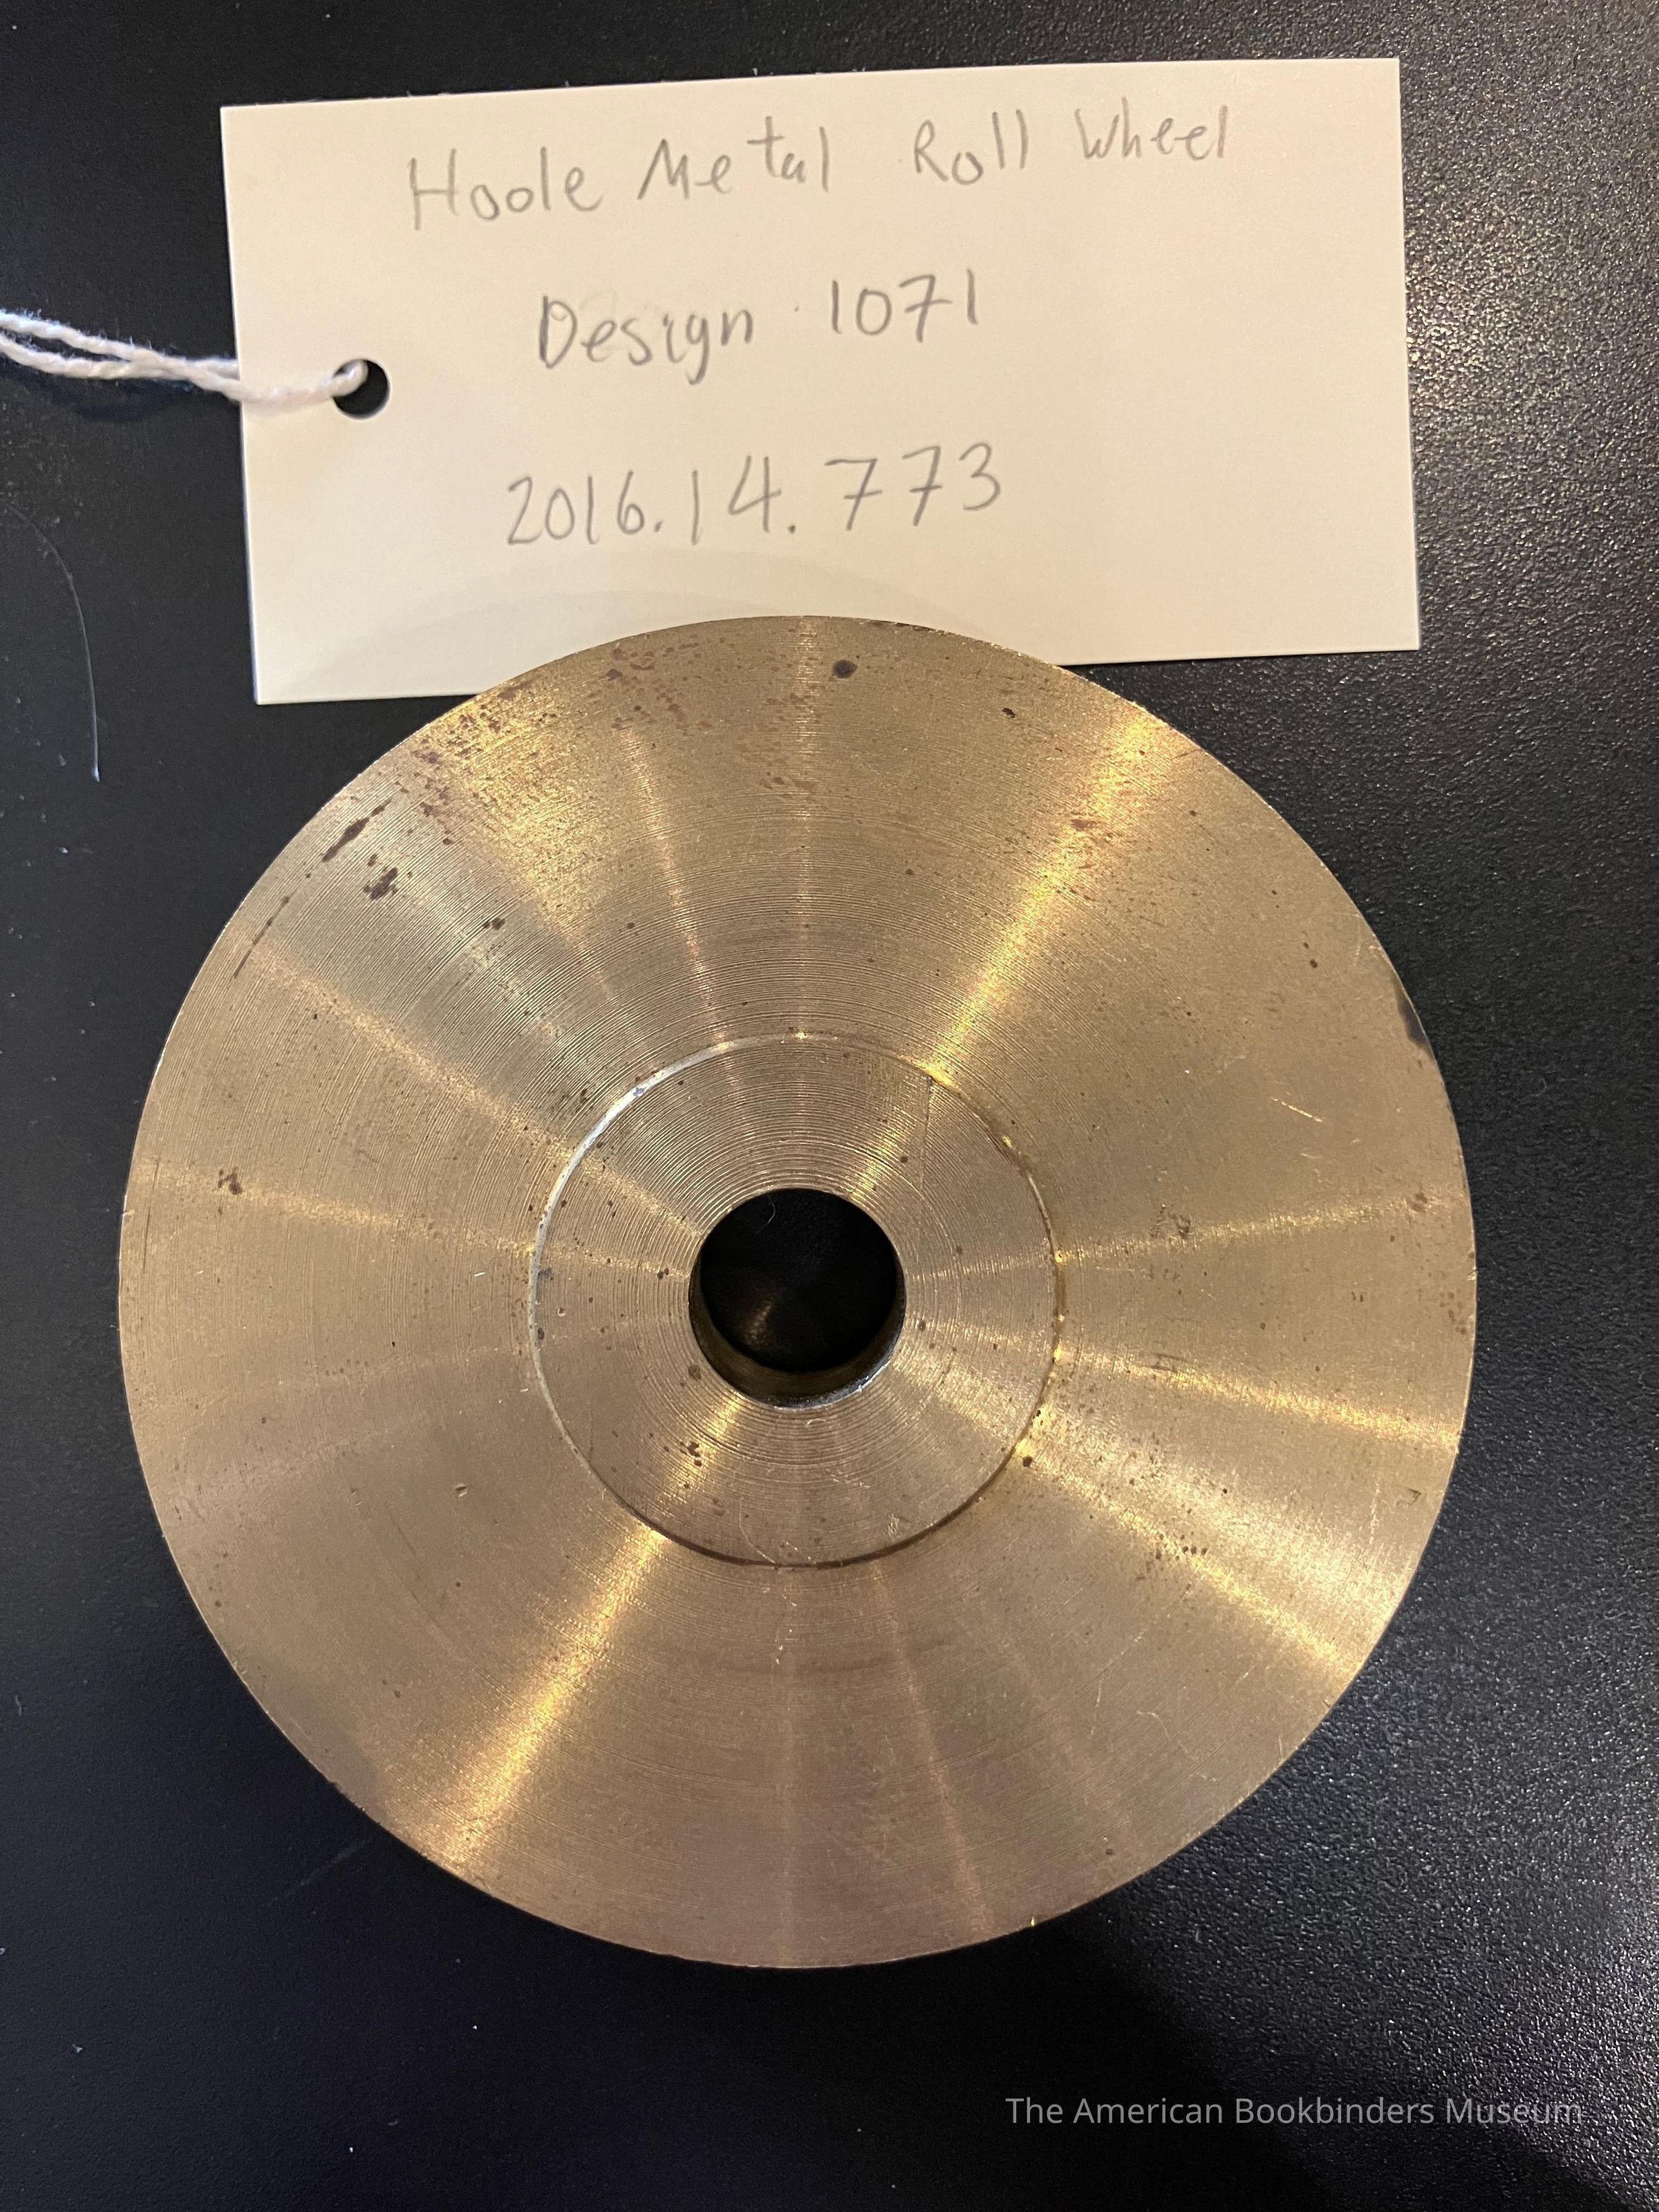 Hoole Metal Roll Wheel
Design 1071
2016.14.773
The American Bookbinders Museum